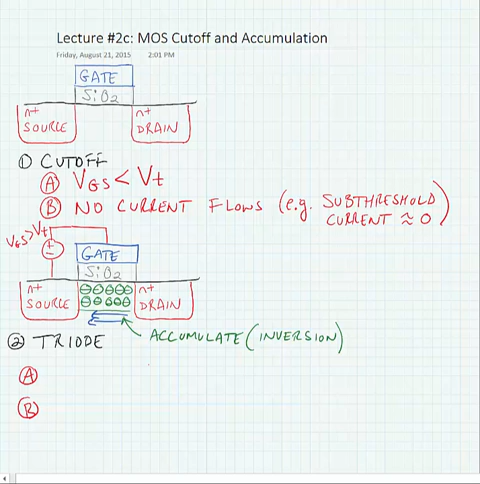 Lecture #2c: MOS Cutoff and Accumulation
Friday, August 21, 2015 2:01 PM
GATE
SiO2
n+ n+
SOURCE DRAIN
① CUTOFF
Ⓐ VGS < Vt
Ⓑ NO CURRENT FLOWS (e.g. SUBTHRESHOLD
CURRENT ≈ 0)
VGS > Vt
+
-
GATE
SiO2
n+ n+
SOURCE DRAIN
ACCUMULATE (INVERSION)
② TRIODE
Ⓐ
Ⓑ